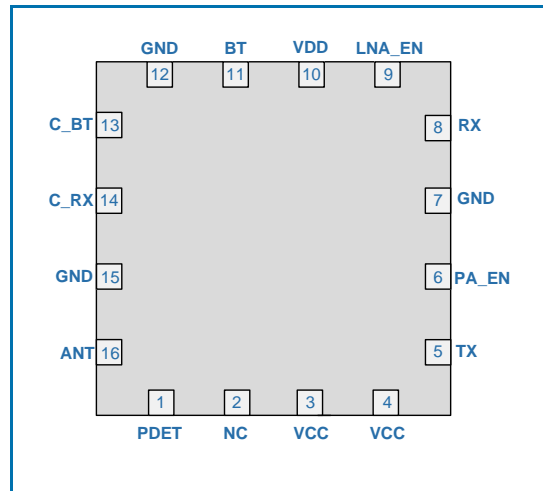 GND BT VDD LNA_EN
12 11 10 9
C_BT 13 8 RX
C_RX 14 7 GND
GND 15 6 PA_EN
ANT 16 5 TX
1 2 3 4
PDET NC VCC VCC